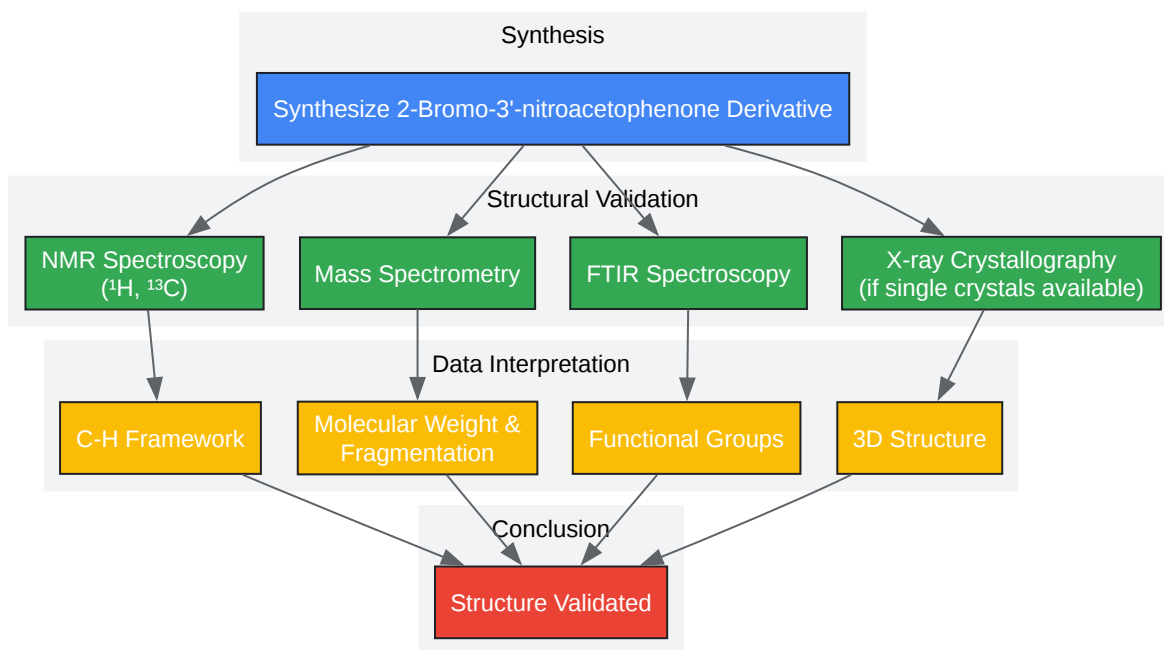 Synthesis
Synthesize 2-Bromo-3'-nitroacetophenone Derivative
Structural Validation
NMR Spectroscopy
(¹H, ¹³C)
Mass Spectrometry
FTIR Spectroscopy
X-ray Crystallography
(if single crystals available)
Data Interpretation
C-H Framework
Molecular Weight &
Fragmentation
Functional Groups
3D Structure
Conclusion
Structure Validated